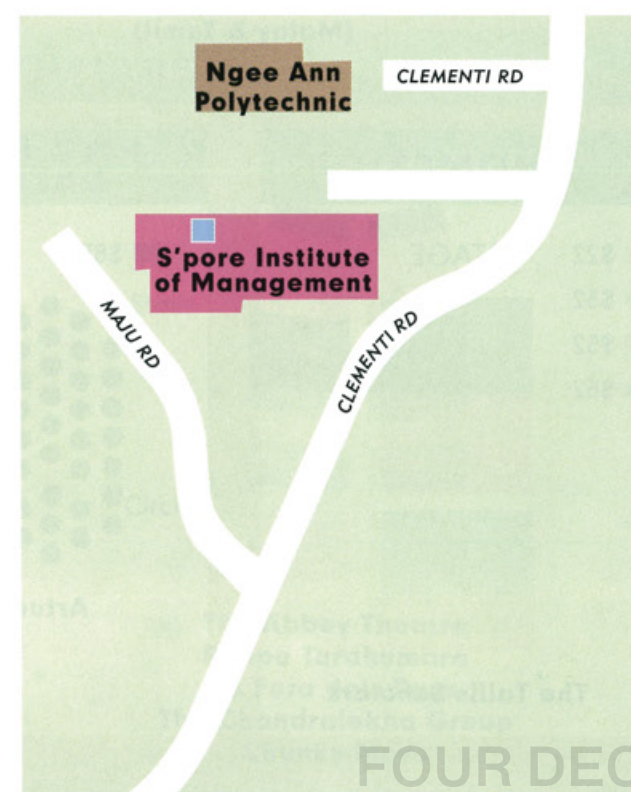 Ngee Ann
Polytechnic
CLEMENTI RD
S'pore Institute
of Management
MAJU RD
CLEMENTI RD
FOUR DEC